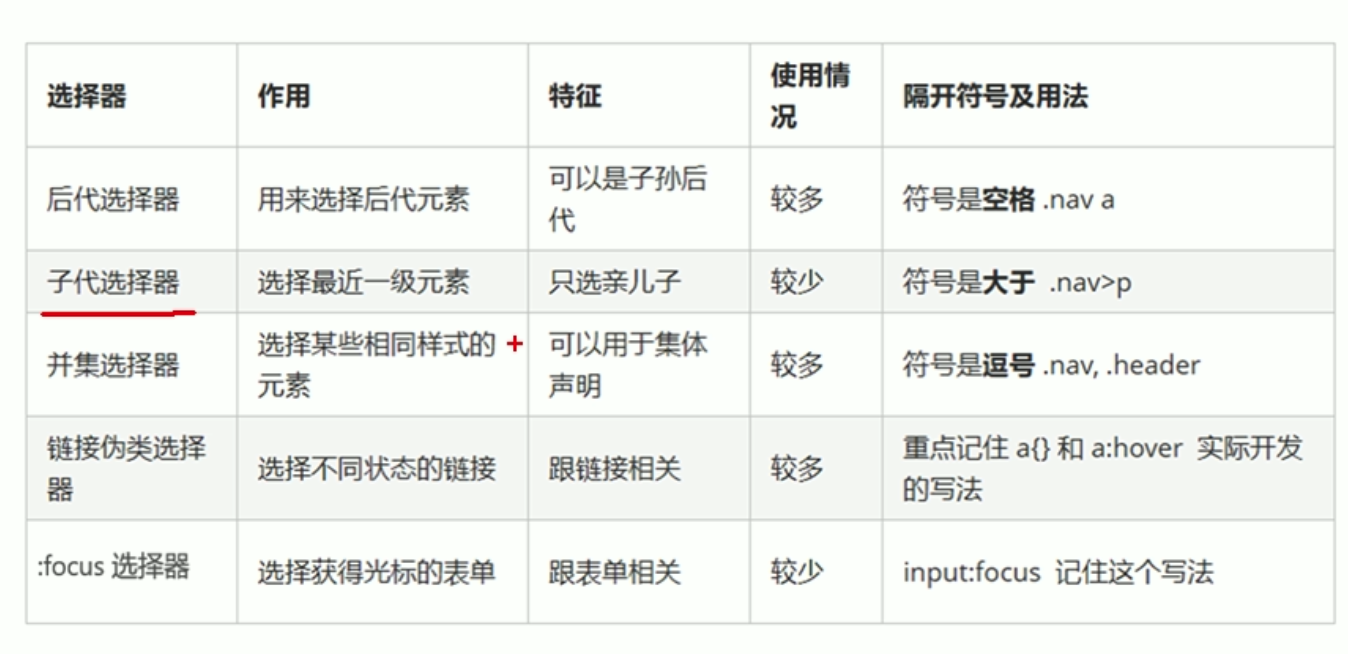 选择器 作用 特征 使用情
况 隔开符号及用法
后代选择器 用来选择后代元素 可以是子孙后
代 较多 符号是空格 .nav a
子代选择器 选择最近一级元素 只选亲儿子 较少 符号是大于 .nav>p
并集选择器 选择某些相同样式的
元素 可以用于集体
声明 较多 符号是逗号 .nav, .header
链接伪类选择
器 选择不同状态的链接 跟链接相关 较多 重点记住 a{} 和 a:hover 实际开发
的写法
:focus 选择器 选择获得光标的表单 跟表单相关 较少 input:focus 记住这个写法